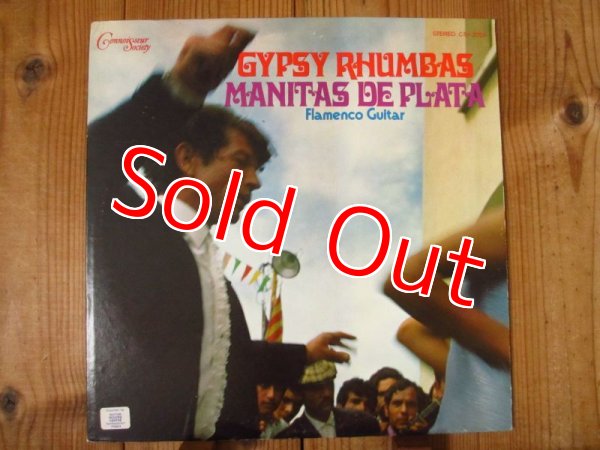 Connoisseur
Society
STEREO
GYPSY RHUMBAS
MANITAS DE PLATA
Flamenco Guitar
Sold Out